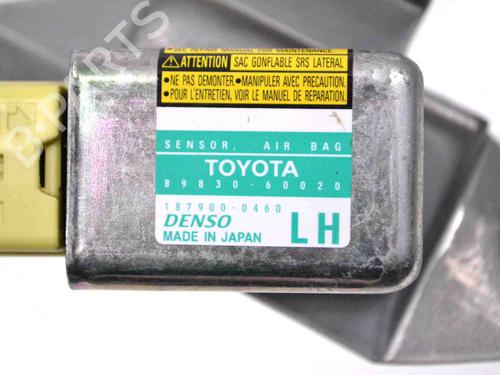 •SEE REPAIR MANUAL FOR MAINTENANCE.
ATTENTION SAC GONFLABLE SRS LATERAL
•NE PAS DEMONTER. •MANIPULER AVEC PRECAUTION.
•POUR L'ENTRETIEN, VOIR LE MANUEL DE REPARATION.
SENSOR, AIR BAG
TOYOTA
89830-60020
187900-0460
DENSO LH
MADE IN JAPAN
B-PARTS